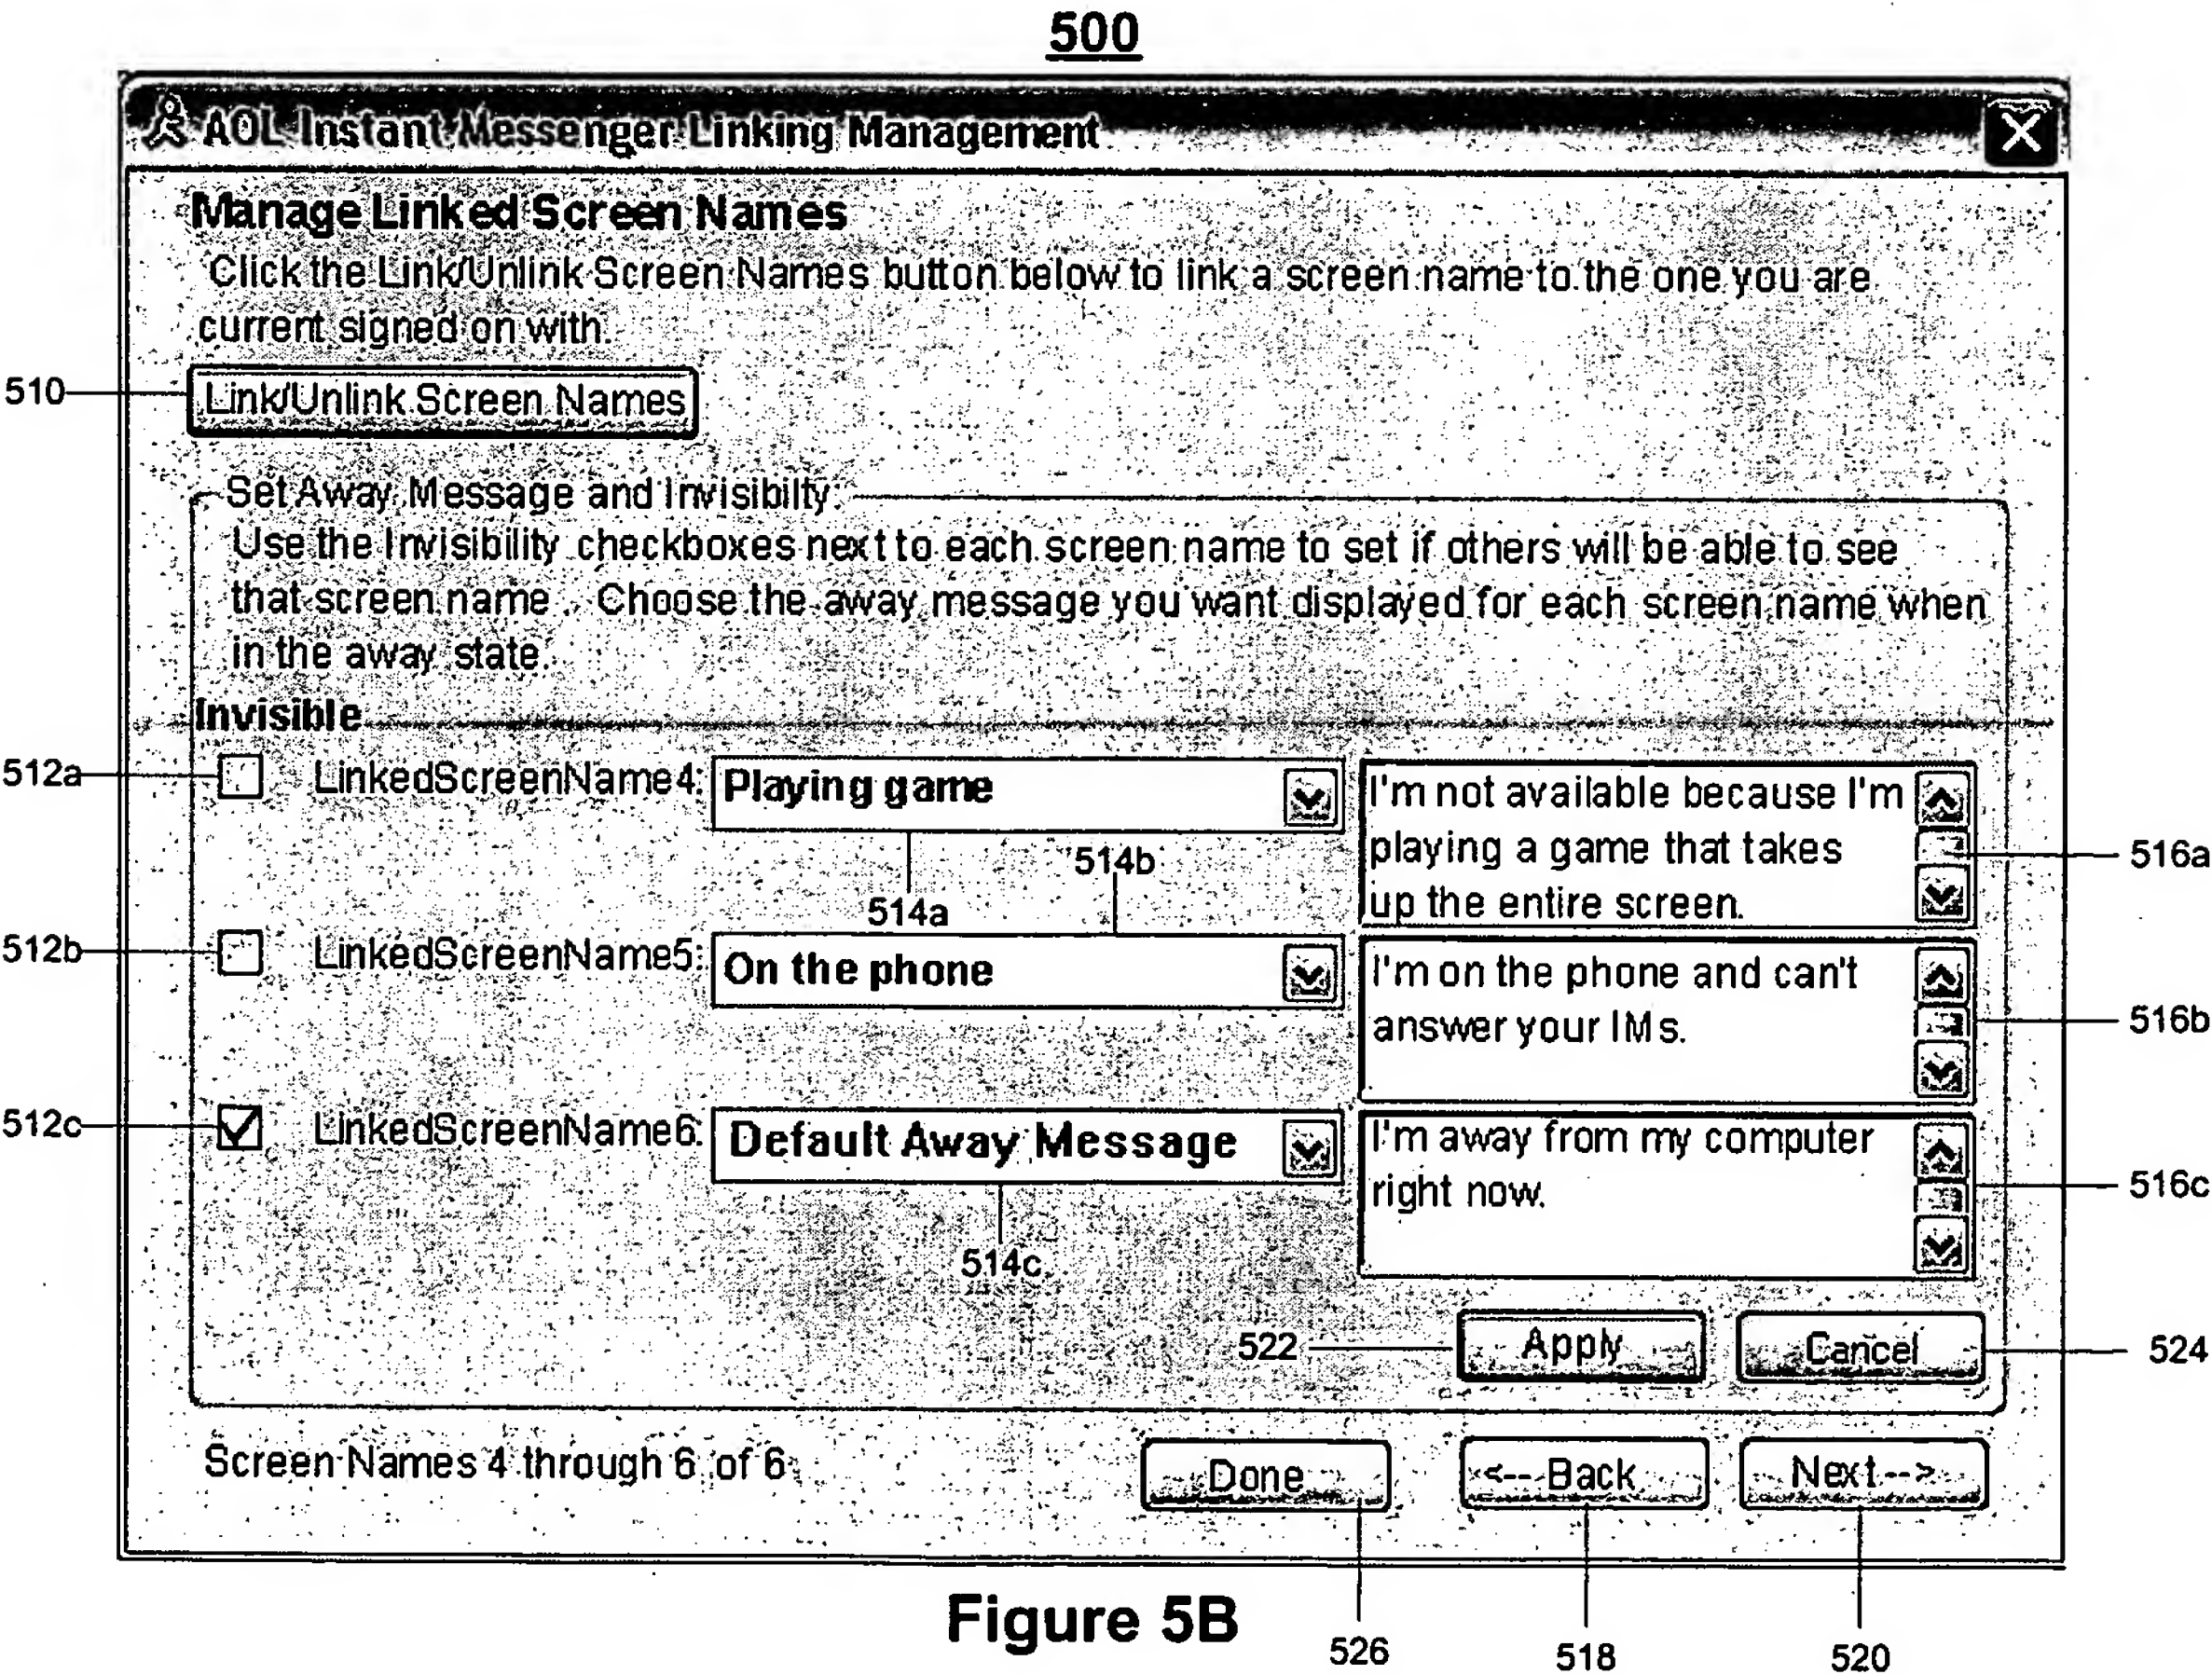 500
AOL Instant Messenger Linking Management
Manage Linked Screen Names
Click the Link/Unlink Screen Names button below to link a screen name to the one you are
current signed on with.
510
Link/Unlink Screen Names
Set Away Message and Invisibilty:
Use the Invisibility checkboxes next to each screen name to set if others will be able to see
that screen name. Choose the away message you want displayed for each screen name when
in the away state.
Invisible
512a
LinkedScreenName4:
Playing game
I'm not available because I'm
playing a game that takes
up the entire screen.
516a
514a
514b
512b
LinkedScreenName5:
On the phone
I'm on the phone and can't
answer your IMs.
516b
512c
LinkedScreenName6:
Default Away Message
I'm away from my computer
right now.
516c
514c
522
Apply
Cancel
524
Screen Names 4 through 6 of 6
Done
<-- Back
Next -->
526
518
520
Figure 5B